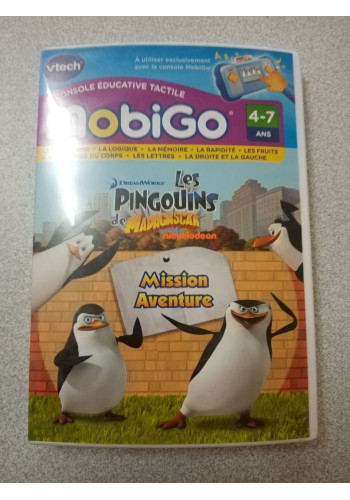 vtech
À utiliser exclusivement
avec la console MobiGo
CONSOLE ÉDUCATIVE TACTILE
MobiGo
4-7
ANS
• LA LOGIQUE • LA MÉMOIRE • LA RAPIDITÉ • LES FRUITS
DU CORPS • LES LETTRES • LA DROITE ET LA GAUCHE
DREAMWORKS
LES
PINGOUINS
de MADAGASCAR
nickelodeon
Mission
Aventure